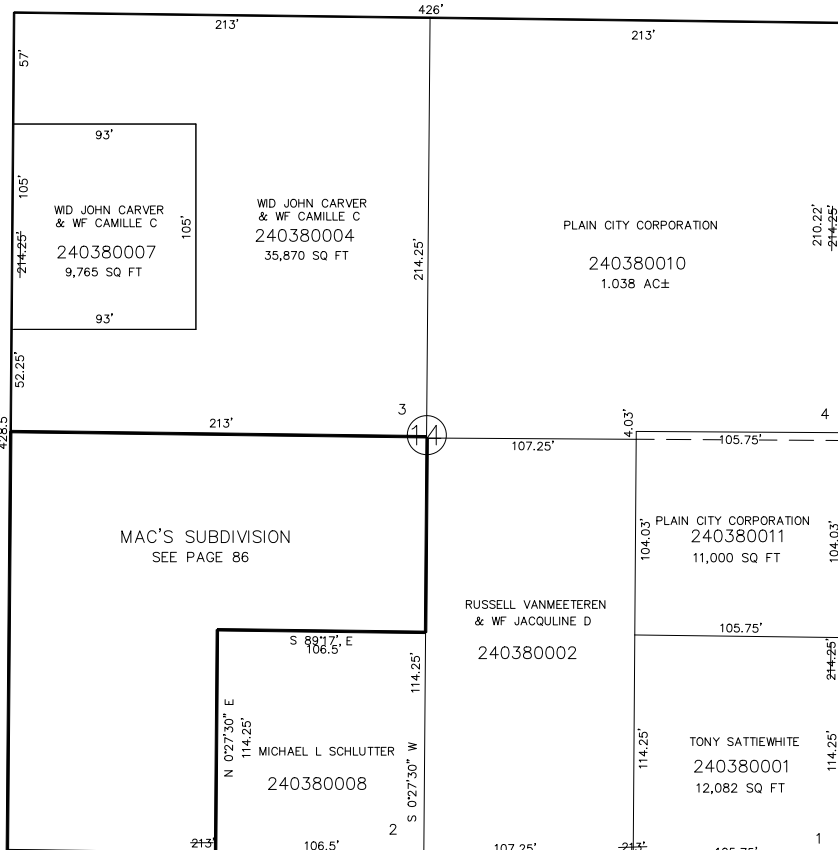 426'
213'
213'
57'
93'
105'
105'
WID JOHN CARVER
& WF CAMILLE C
240380007
9,765 SQ FT
214.25'
93'
52.25'
WID JOHN CARVER
& WF CAMILLE C
240380004
35,870 SQ FT
214.25'
PLAIN CITY CORPORATION
240380010
1.038 AC±
210.22'
214.25'
3
14
4
428.5
213'
107.25'
4.03'
105.75'
MAC'S SUBDIVISION
SEE PAGE 86
PLAIN CITY CORPORATION
240380011
11,000 SQ FT
104.03'
104.03'
RUSSELL VANMEETEREN
& WF JACQULINE D
240380002
105.75'
214.25'
S 89°17' E
106.5'
114.25'
N 0°27'30" E
114.25'
MICHAEL L SCHLUTTER
240380008
S 0°27'30" W
2
TONY SATTIEWHITE
240380001
12,082 SQ FT
114.25'
114.25'
1
213'
106.5'
107.25'
213'
105.75'